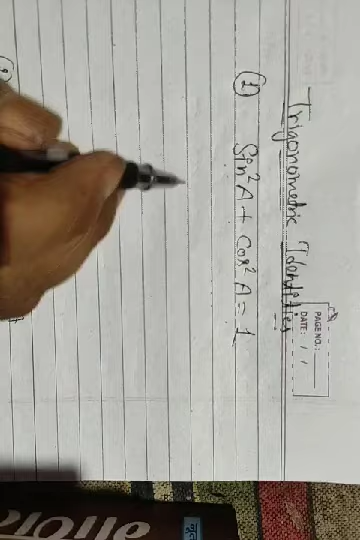 PAGE NO.:
DATE: / /
Trigonometric Identities
① Sin²A + Cos²A = 1